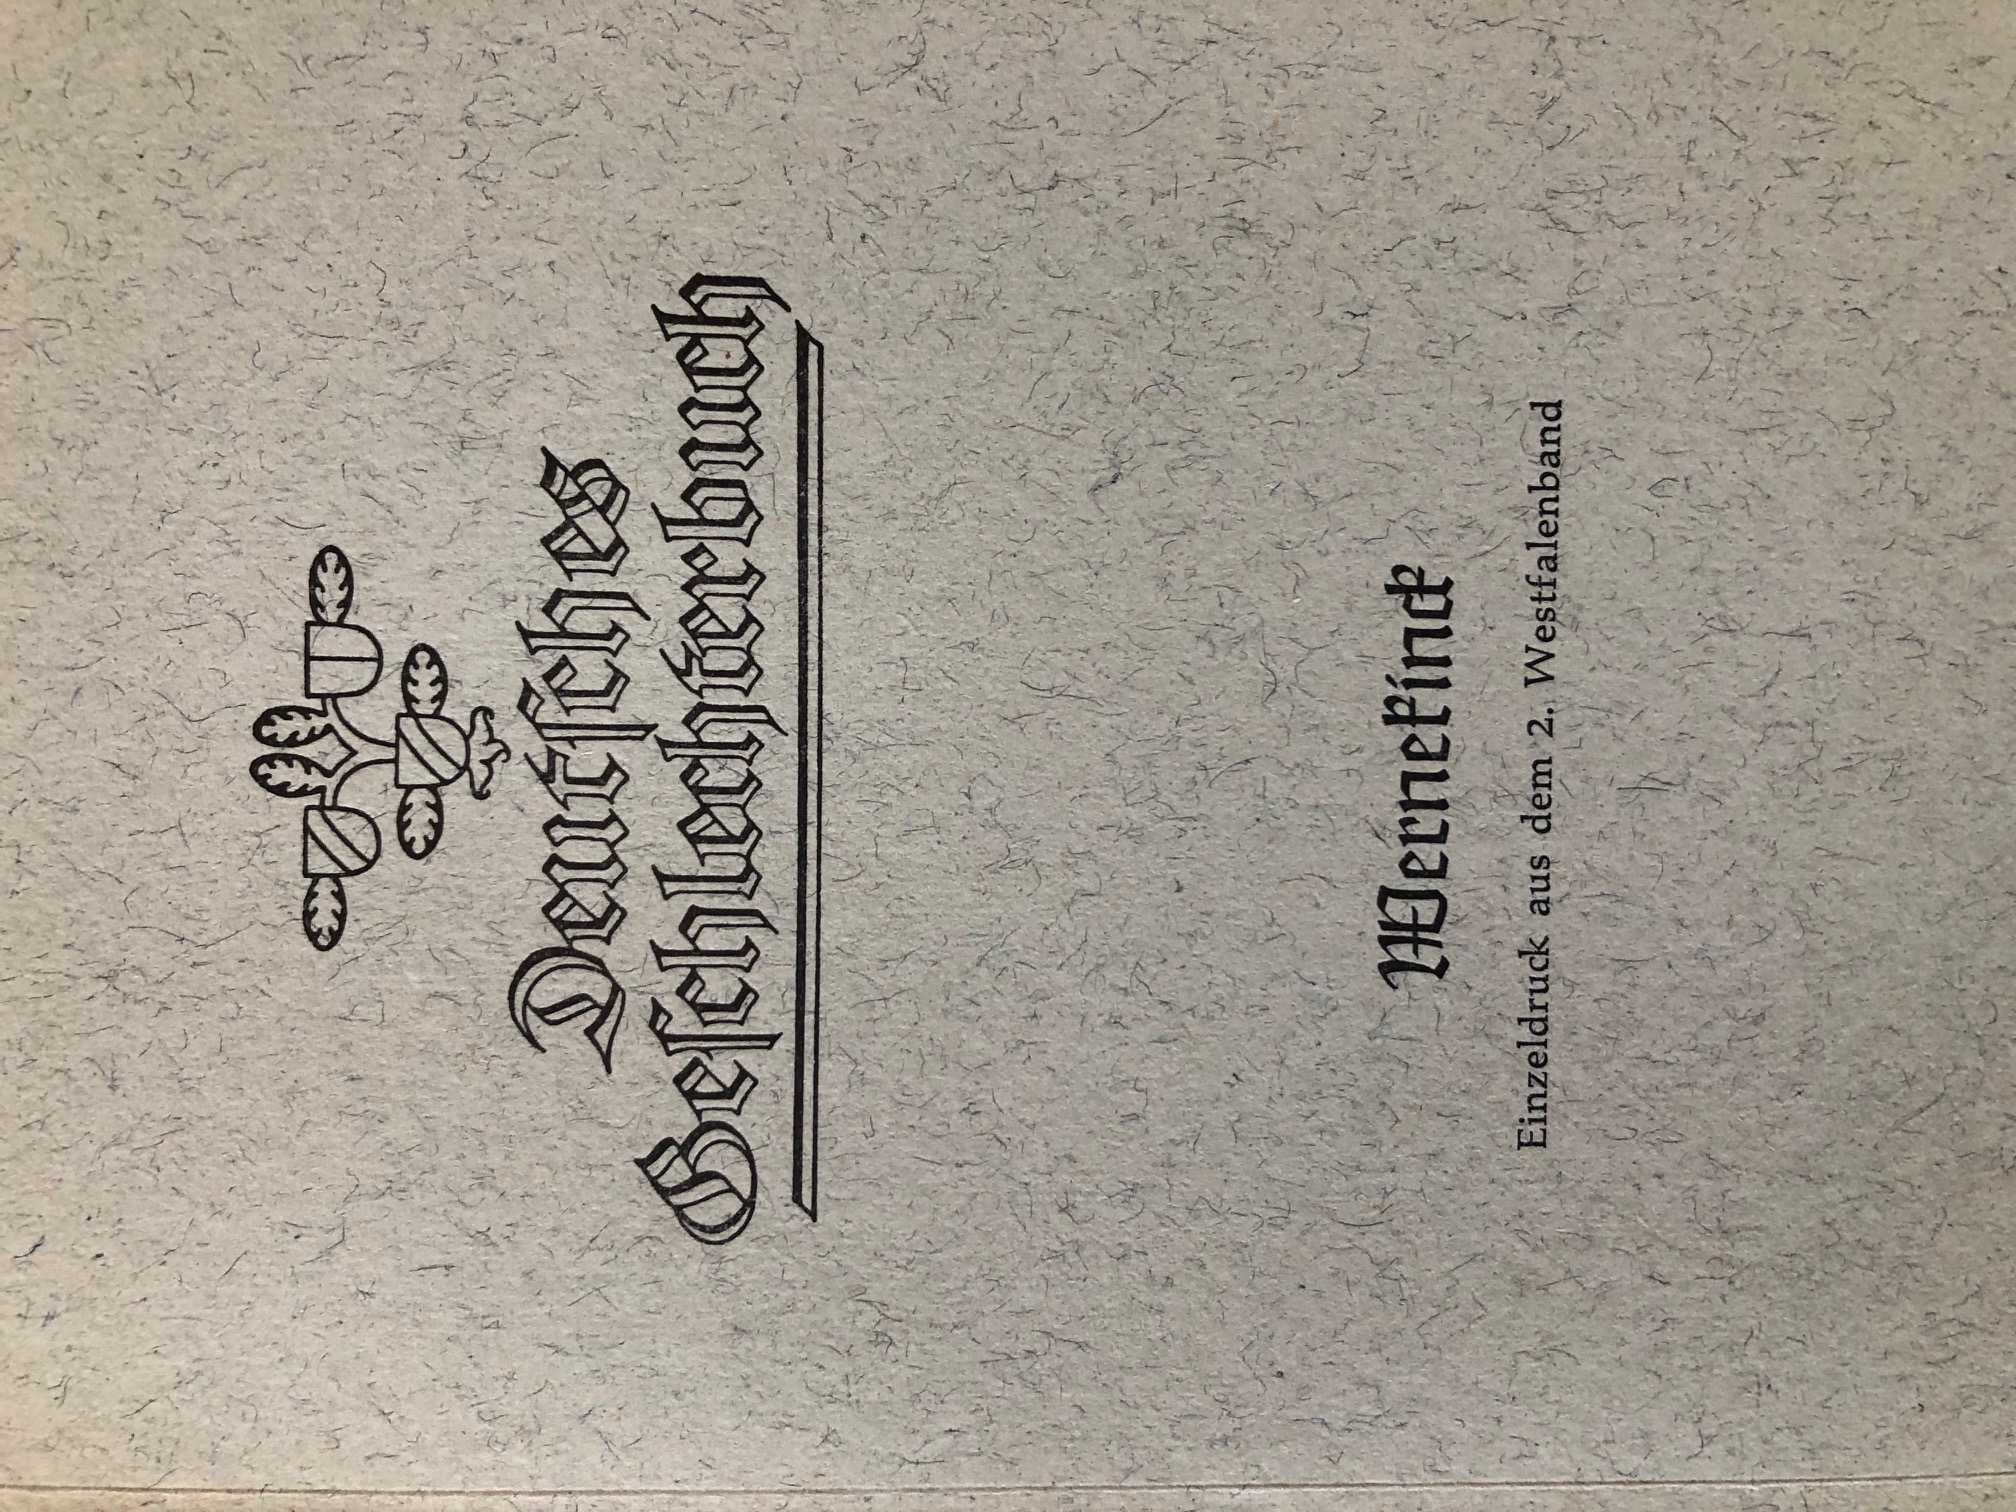 Deutſches
Geſchlechterbuch
Wernekinck
Einzeldruck aus dem 2. Westfalenband